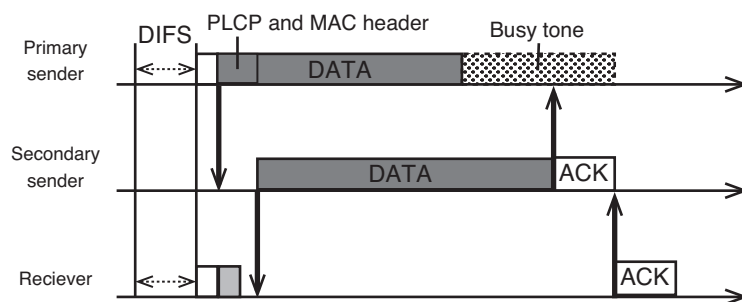 PLCP and MAC header
DIFS
Busy tone
Primary
sender
DATA
Secondary
sender
DATA
ACK
Reciever
ACK